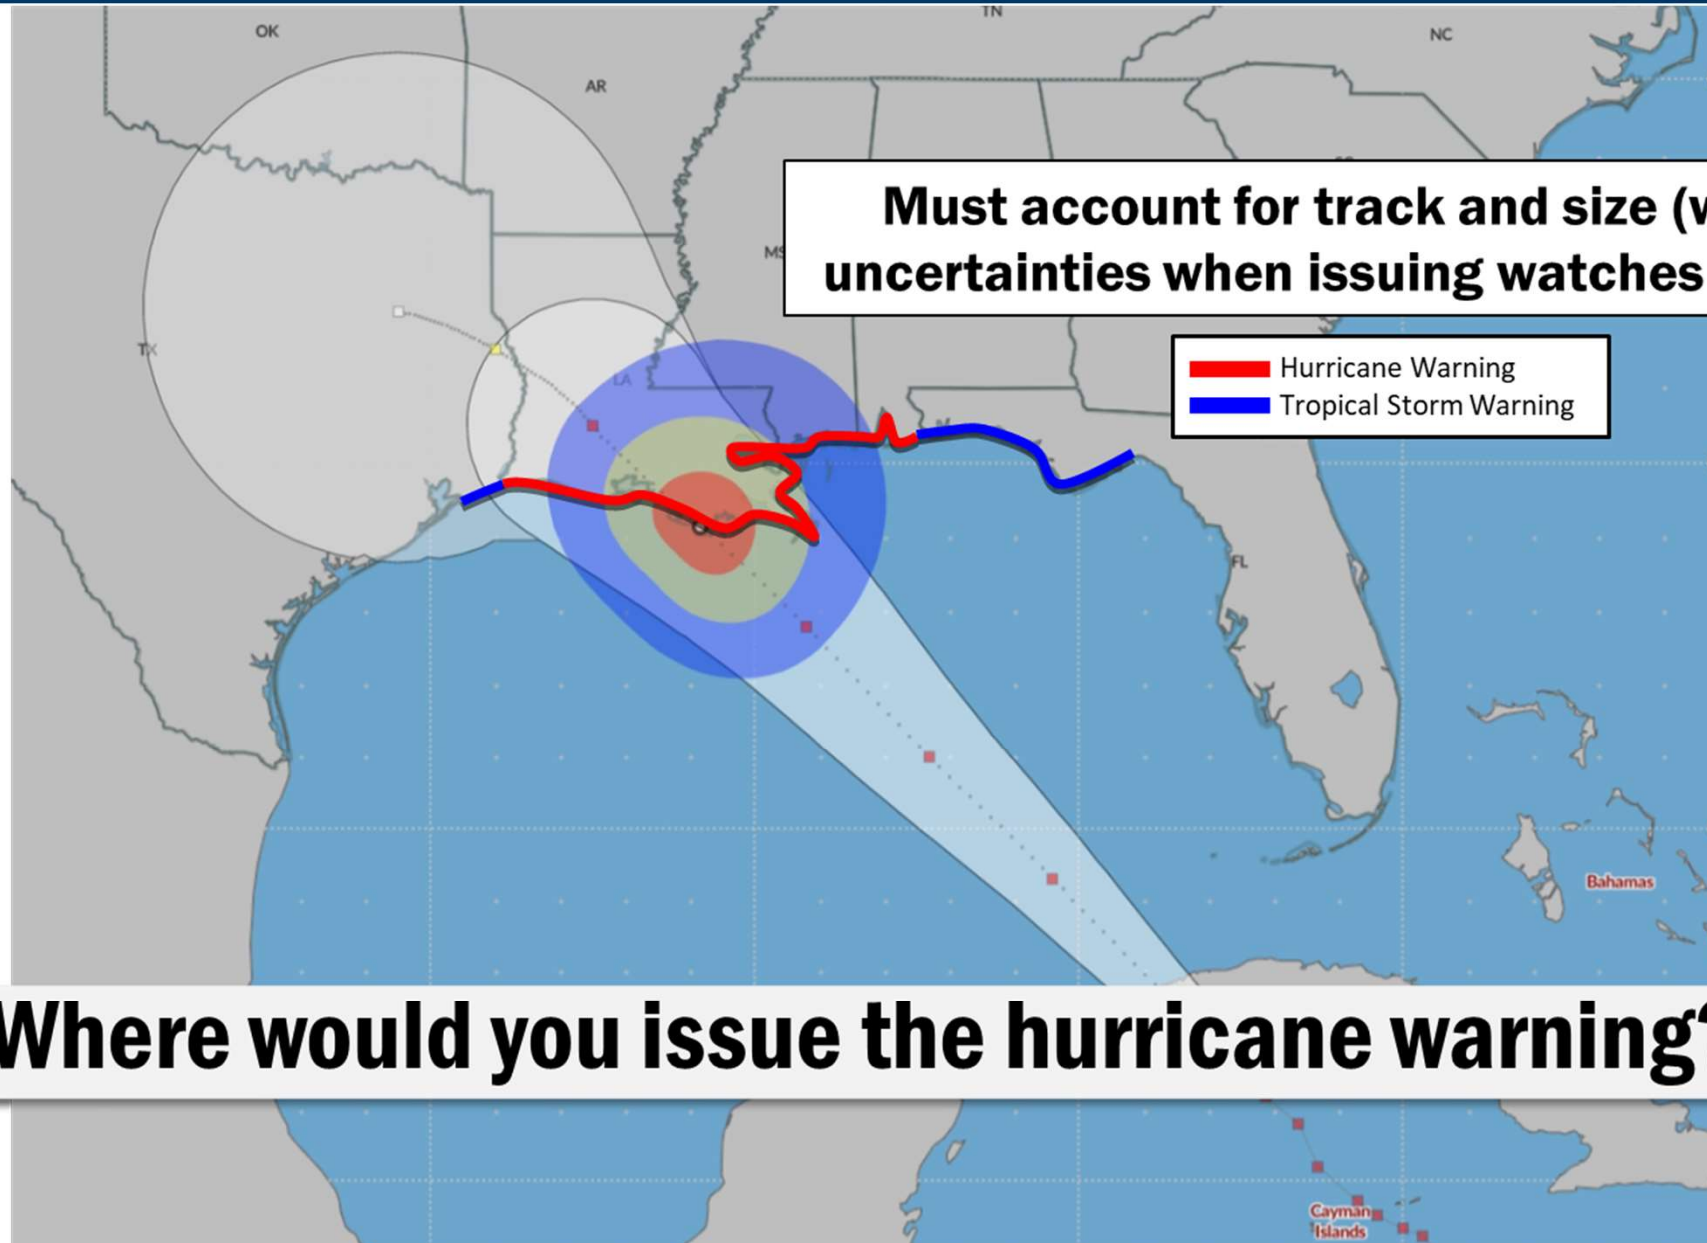 TN
OK
NC
AR
Must account for track and size (
uncertainties when issuing watches
MS
TX
Hurricane Warning
LA
Tropical Storm Warning
FL
Bahamas
Where would you issue the hurricane warning?
Cayman
Islands